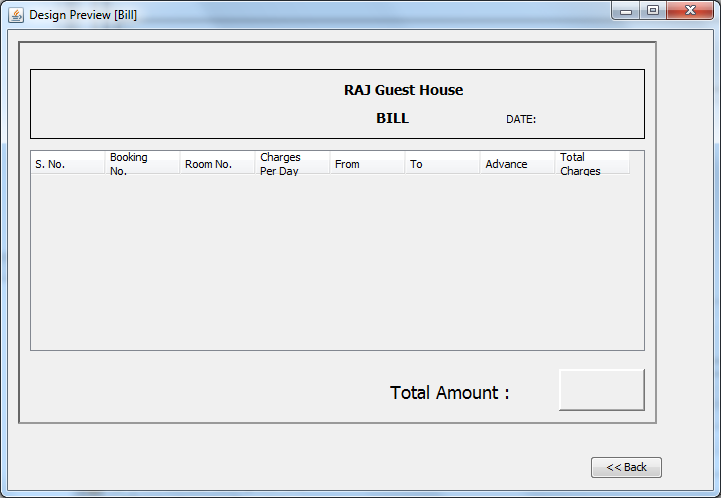 Design Preview [Bill]
RAJ Guest House
BILL
DATE:
S. No. Booking No. Room No. Charges Per Day From To Advance Total Charges
Total Amount :
<< Back